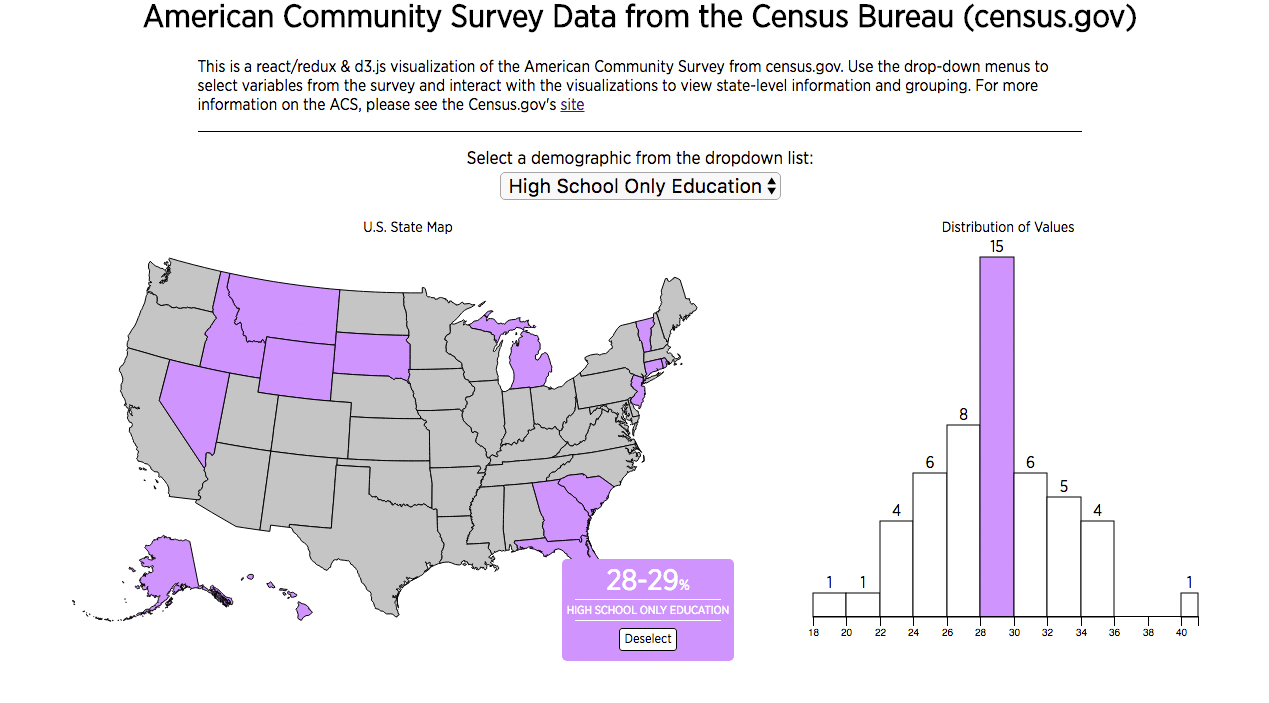 American Community Survey Data from the Census Bureau (census.gov)
This is a react/redux & d3.js visualization of the American Community Survey from census.gov. Use the drop-down menus to
select variables from the survey and interact with the visualizations to view state-level information and grouping. For more
information on the ACS, please see the Census.gov's site
Select a demographic from the dropdown list:
High School Only Education
U.S. State Map
Distribution of Values
15
8
6
6
5
4
4
1
1
1
18 20 22 24 26 28 30 32 34 36 38 40
28-29%
HIGH SCHOOL ONLY EDUCATION
Deselect